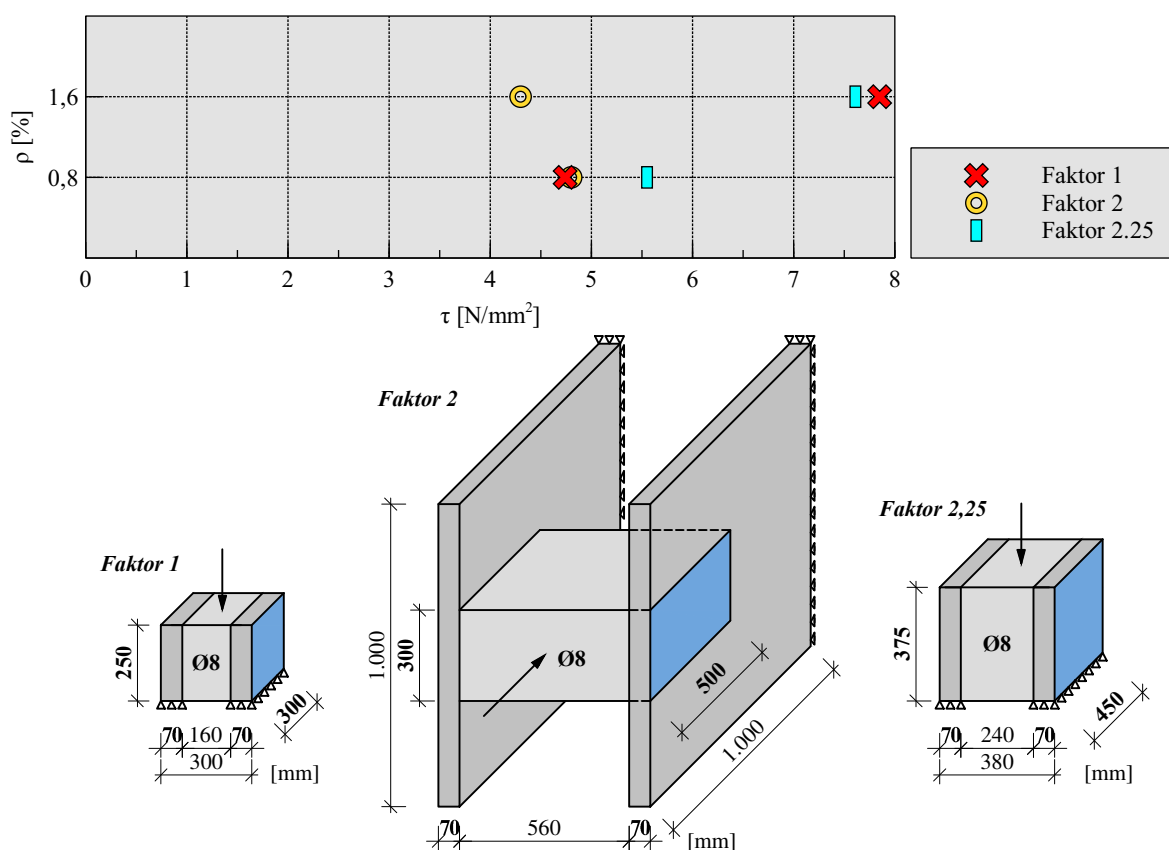 1,6
0,8
ρ [%]
0 1 2 3 4 5 6 7 8
τ [N/mm²]
Faktor 1
Faktor 2
Faktor 2.25
Faktor 2
Faktor 2,25
Faktor 1
250
Ø8
300
70 160 70
300 [mm]
1.000
300
Ø8
500
1.000
70 560 70 [mm]
375
Ø8
450
70 240 70
380 [mm]